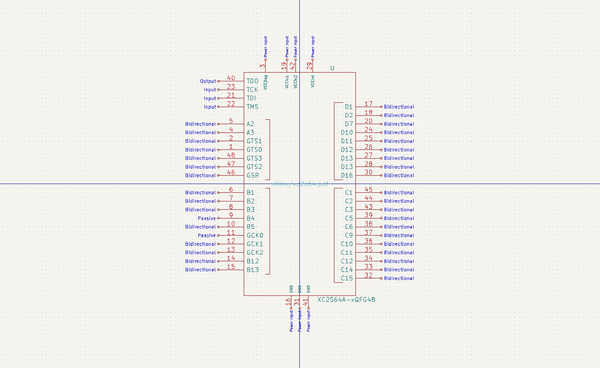 Power input
Power input
Power input
Power input
3
19
42
29
U
VCCAUX
VCCIO1
VCCIO2
VCCint
Output 40 TDO
Input 23 TCK
Input 21 TDI
Input 22 TMS
D1 17 Bidirectional
D2 18 Bidirectional
D7 20 Bidirectional
D10 24 Bidirectional
D11 25 Bidirectional
D12 26 Bidirectional
D13 27 Bidirectional
D13 28 Bidirectional
D16 30 Bidirectional
Bidirectional 5 A2
Bidirectional 4 A3
Bidirectional 2 GTS1
Bidirectional 1 GTS0
Bidirectional 48 GTS3
Bidirectional 47 GTS2
Bidirectional 46 GSR
Bidirectional 6 B1
Bidirectional 7 B2
Bidirectional 8 B3
Passive 9 B4
Bidirectional 10 B5
Passive 11 GCK0
Bidirectional 12 GCK1
Bidirectional 13 GCK2
Bidirectional 14 B12
Bidirectional 15 B13
C1 45 Bidirectional
C2 44 Bidirectional
C3 43 Bidirectional
C5 39 Bidirectional
C6 38 Bidirectional
C9 37 Bidirectional
C10 36 Bidirectional
C11 35 Bidirectional
C12 34 Bidirectional
C14 33 Bidirectional
C15 32 Bidirectional
GND
GND
GND
16
31
41
XC2S64A-xQFG48
Power input
Power input
Power input